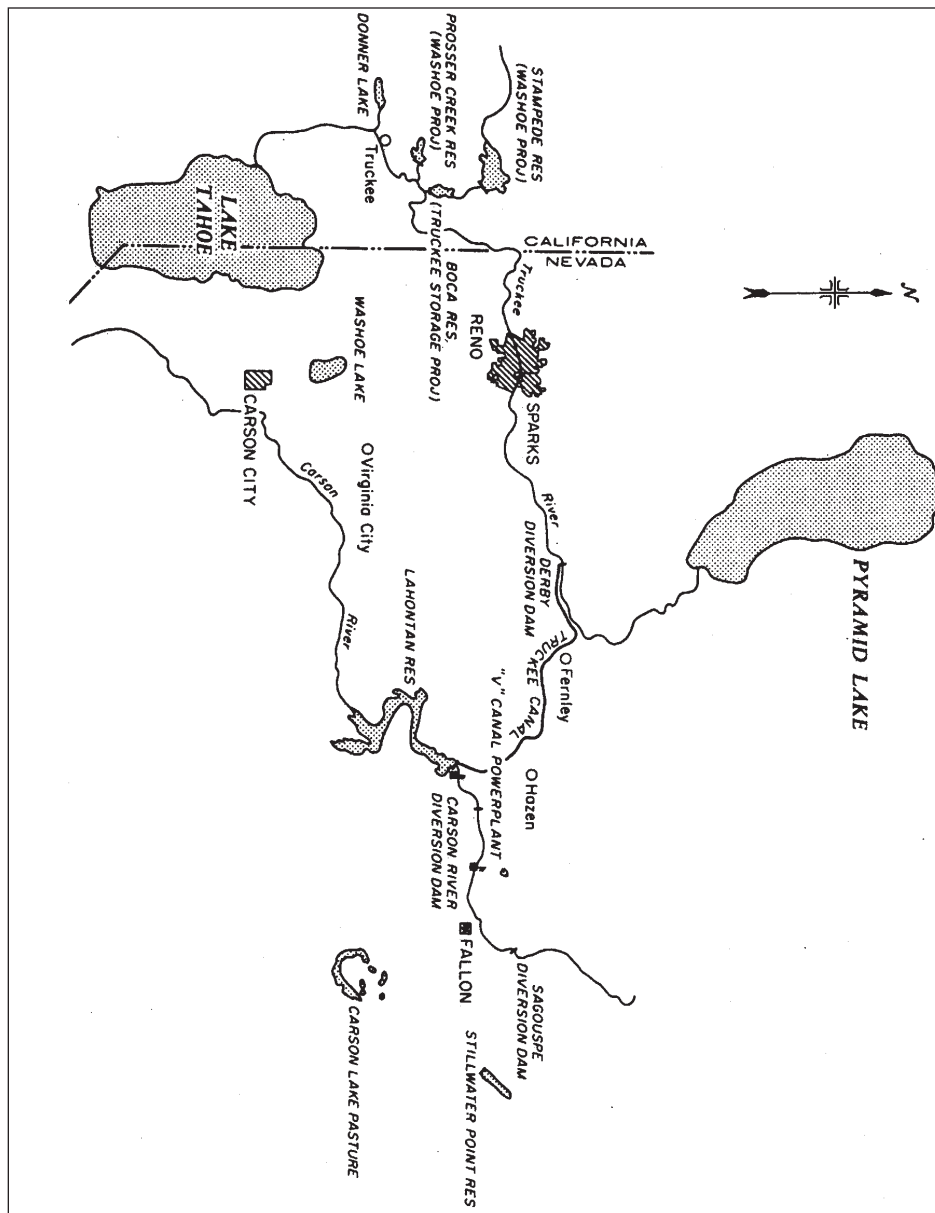 DONNER LAKE
PROSSER CREEK RES
(WASHOE PROJ)
STAMPEDE RES
(WASHOE PROJ)
Truckee
LAKE
TAHOE
BOCA RES,
(TRUCKEE STORAGE PROJ)
CALIFORNIA
NEVADA
N
Truckee
WASHOE LAKE
RENO
SPARKS
CARSON CITY
Virginia City
Carson
River
River
DERBY
DIVERSION DAM
PYRAMID LAKE
LAHONTAN RES
TRUCKEE CANAL
Fernley
"V" CANAL POWERPLANT
Hazen
CARSON RIVER
DIVERSION DAM
FALLON
SAGOUSPE
DIVERSION DAM
CARSON LAKE PASTURE
STILLWATER POINT RES